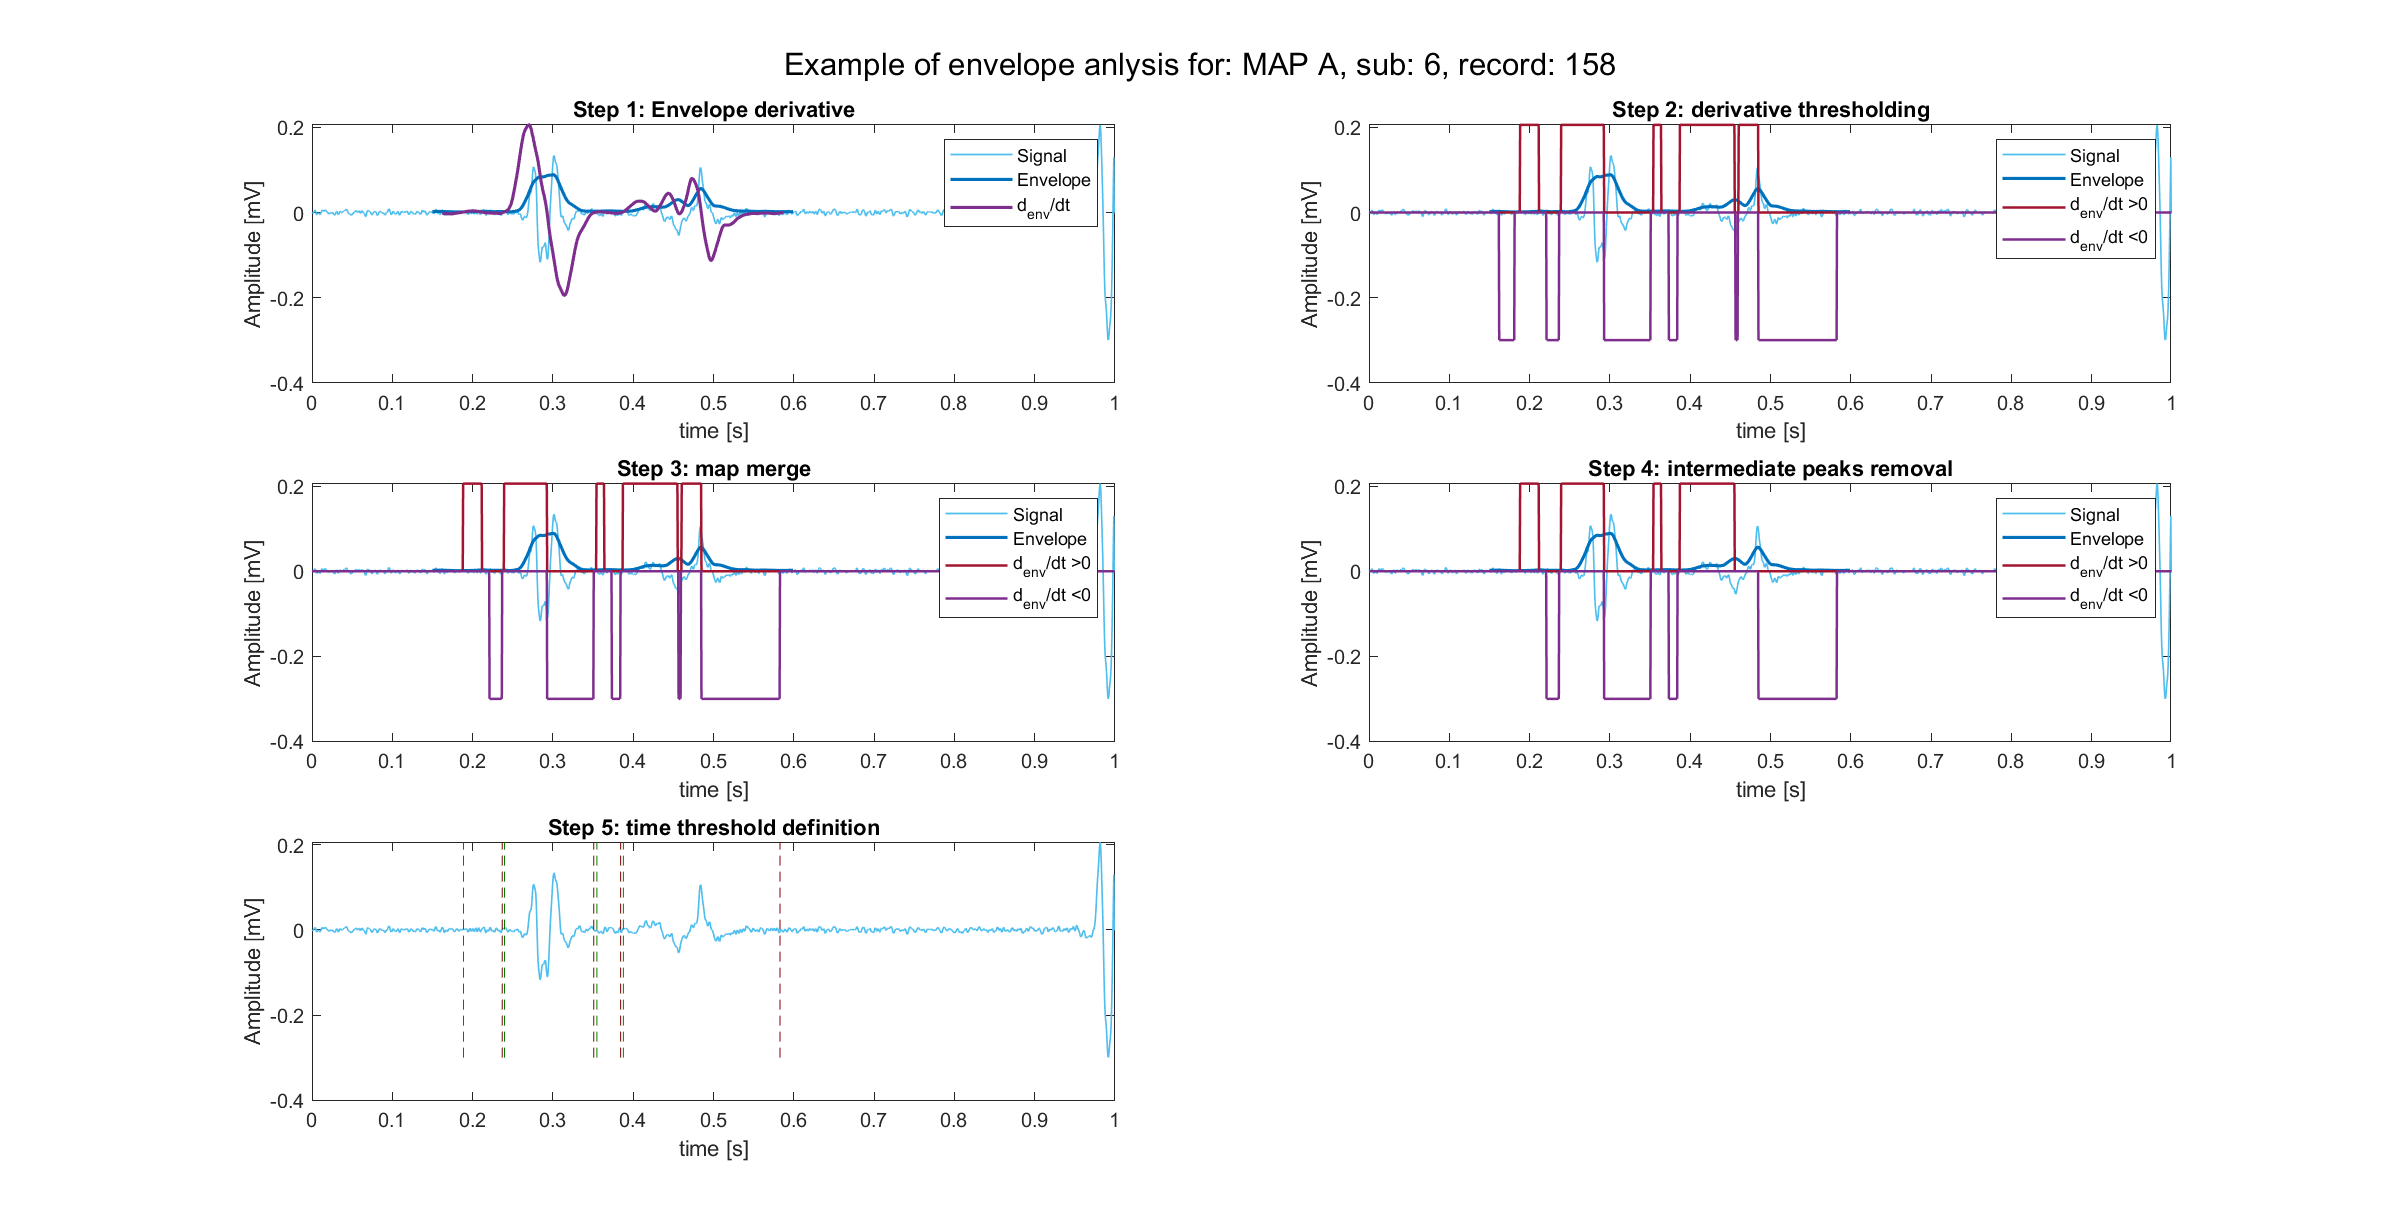 Example of envelope anlysis for: MAP A, sub: 6, record: 158
Step 1: Envelope derivative
0.2
0
-0.2
-0.4
Amplitude [mV]
0 0.1 0.2 0.3 0.4 0.5 0.6 0.7 0.8 0.9 1
time [s]
Signal
Envelope
d_env/dt
Step 2: derivative thresholding
0.2
0
-0.2
-0.4
Amplitude [mV]
0 0.1 0.2 0.3 0.4 0.5 0.6 0.7 0.8 0.9 1
time [s]
Signal
Envelope
d_env/dt >0
d_env/dt <0
Step 3: map merge
0.2
0
-0.2
-0.4
Amplitude [mV]
0 0.1 0.2 0.3 0.4 0.5 0.6 0.7 0.8 0.9 1
time [s]
Signal
Envelope
d_env/dt >0
d_env/dt <0
Step 4: intermediate peaks removal
0.2
0
-0.2
-0.4
Amplitude [mV]
0 0.1 0.2 0.3 0.4 0.5 0.6 0.7 0.8 0.9 1
time [s]
Signal
Envelope
d_env/dt >0
d_env/dt <0
Step 5: time threshold definition
0.2
0
-0.2
-0.4
Amplitude [mV]
0 0.1 0.2 0.3 0.4 0.5 0.6 0.7 0.8 0.9 1
time [s]